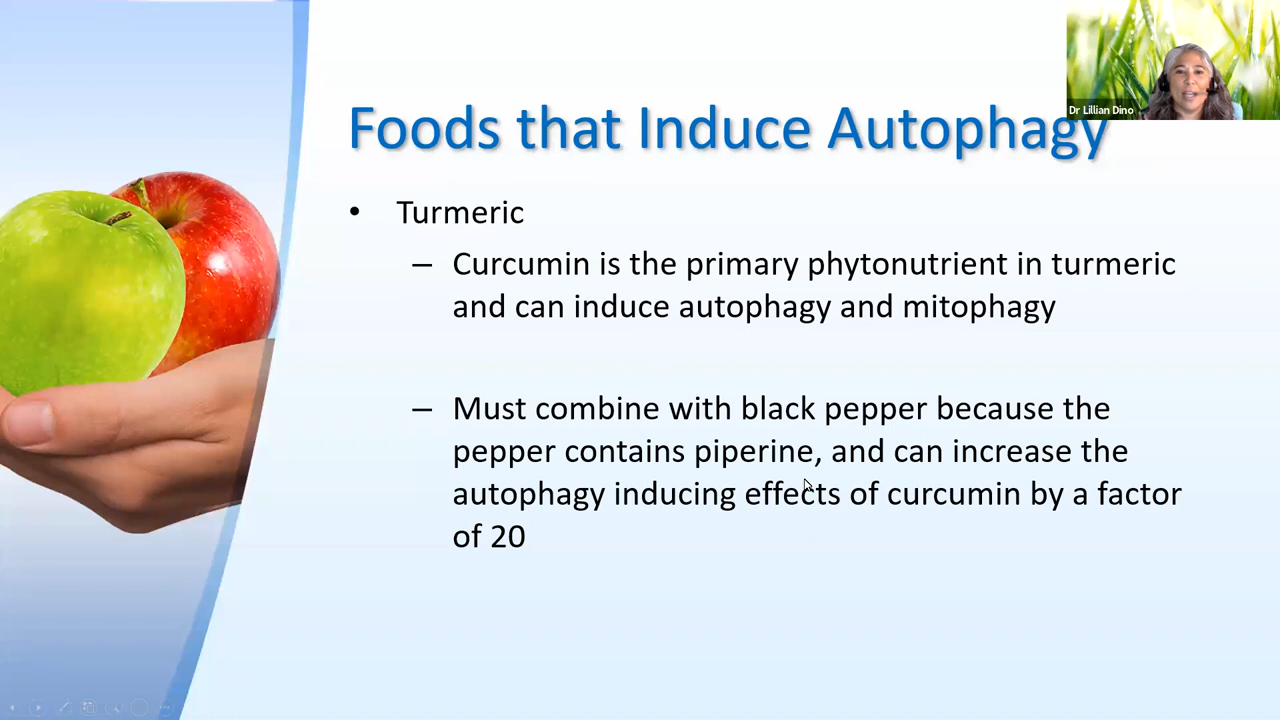 Dr Lillian Dino
Foods that Induce Autophagy
• Turmeric
– Curcumin is the primary phytonutrient in turmeric
and can induce autophagy and mitophagy
– Must combine with black pepper because the
pepper contains piperine, and can increase the
autophagy inducing effects of curcumin by a factor
of 20